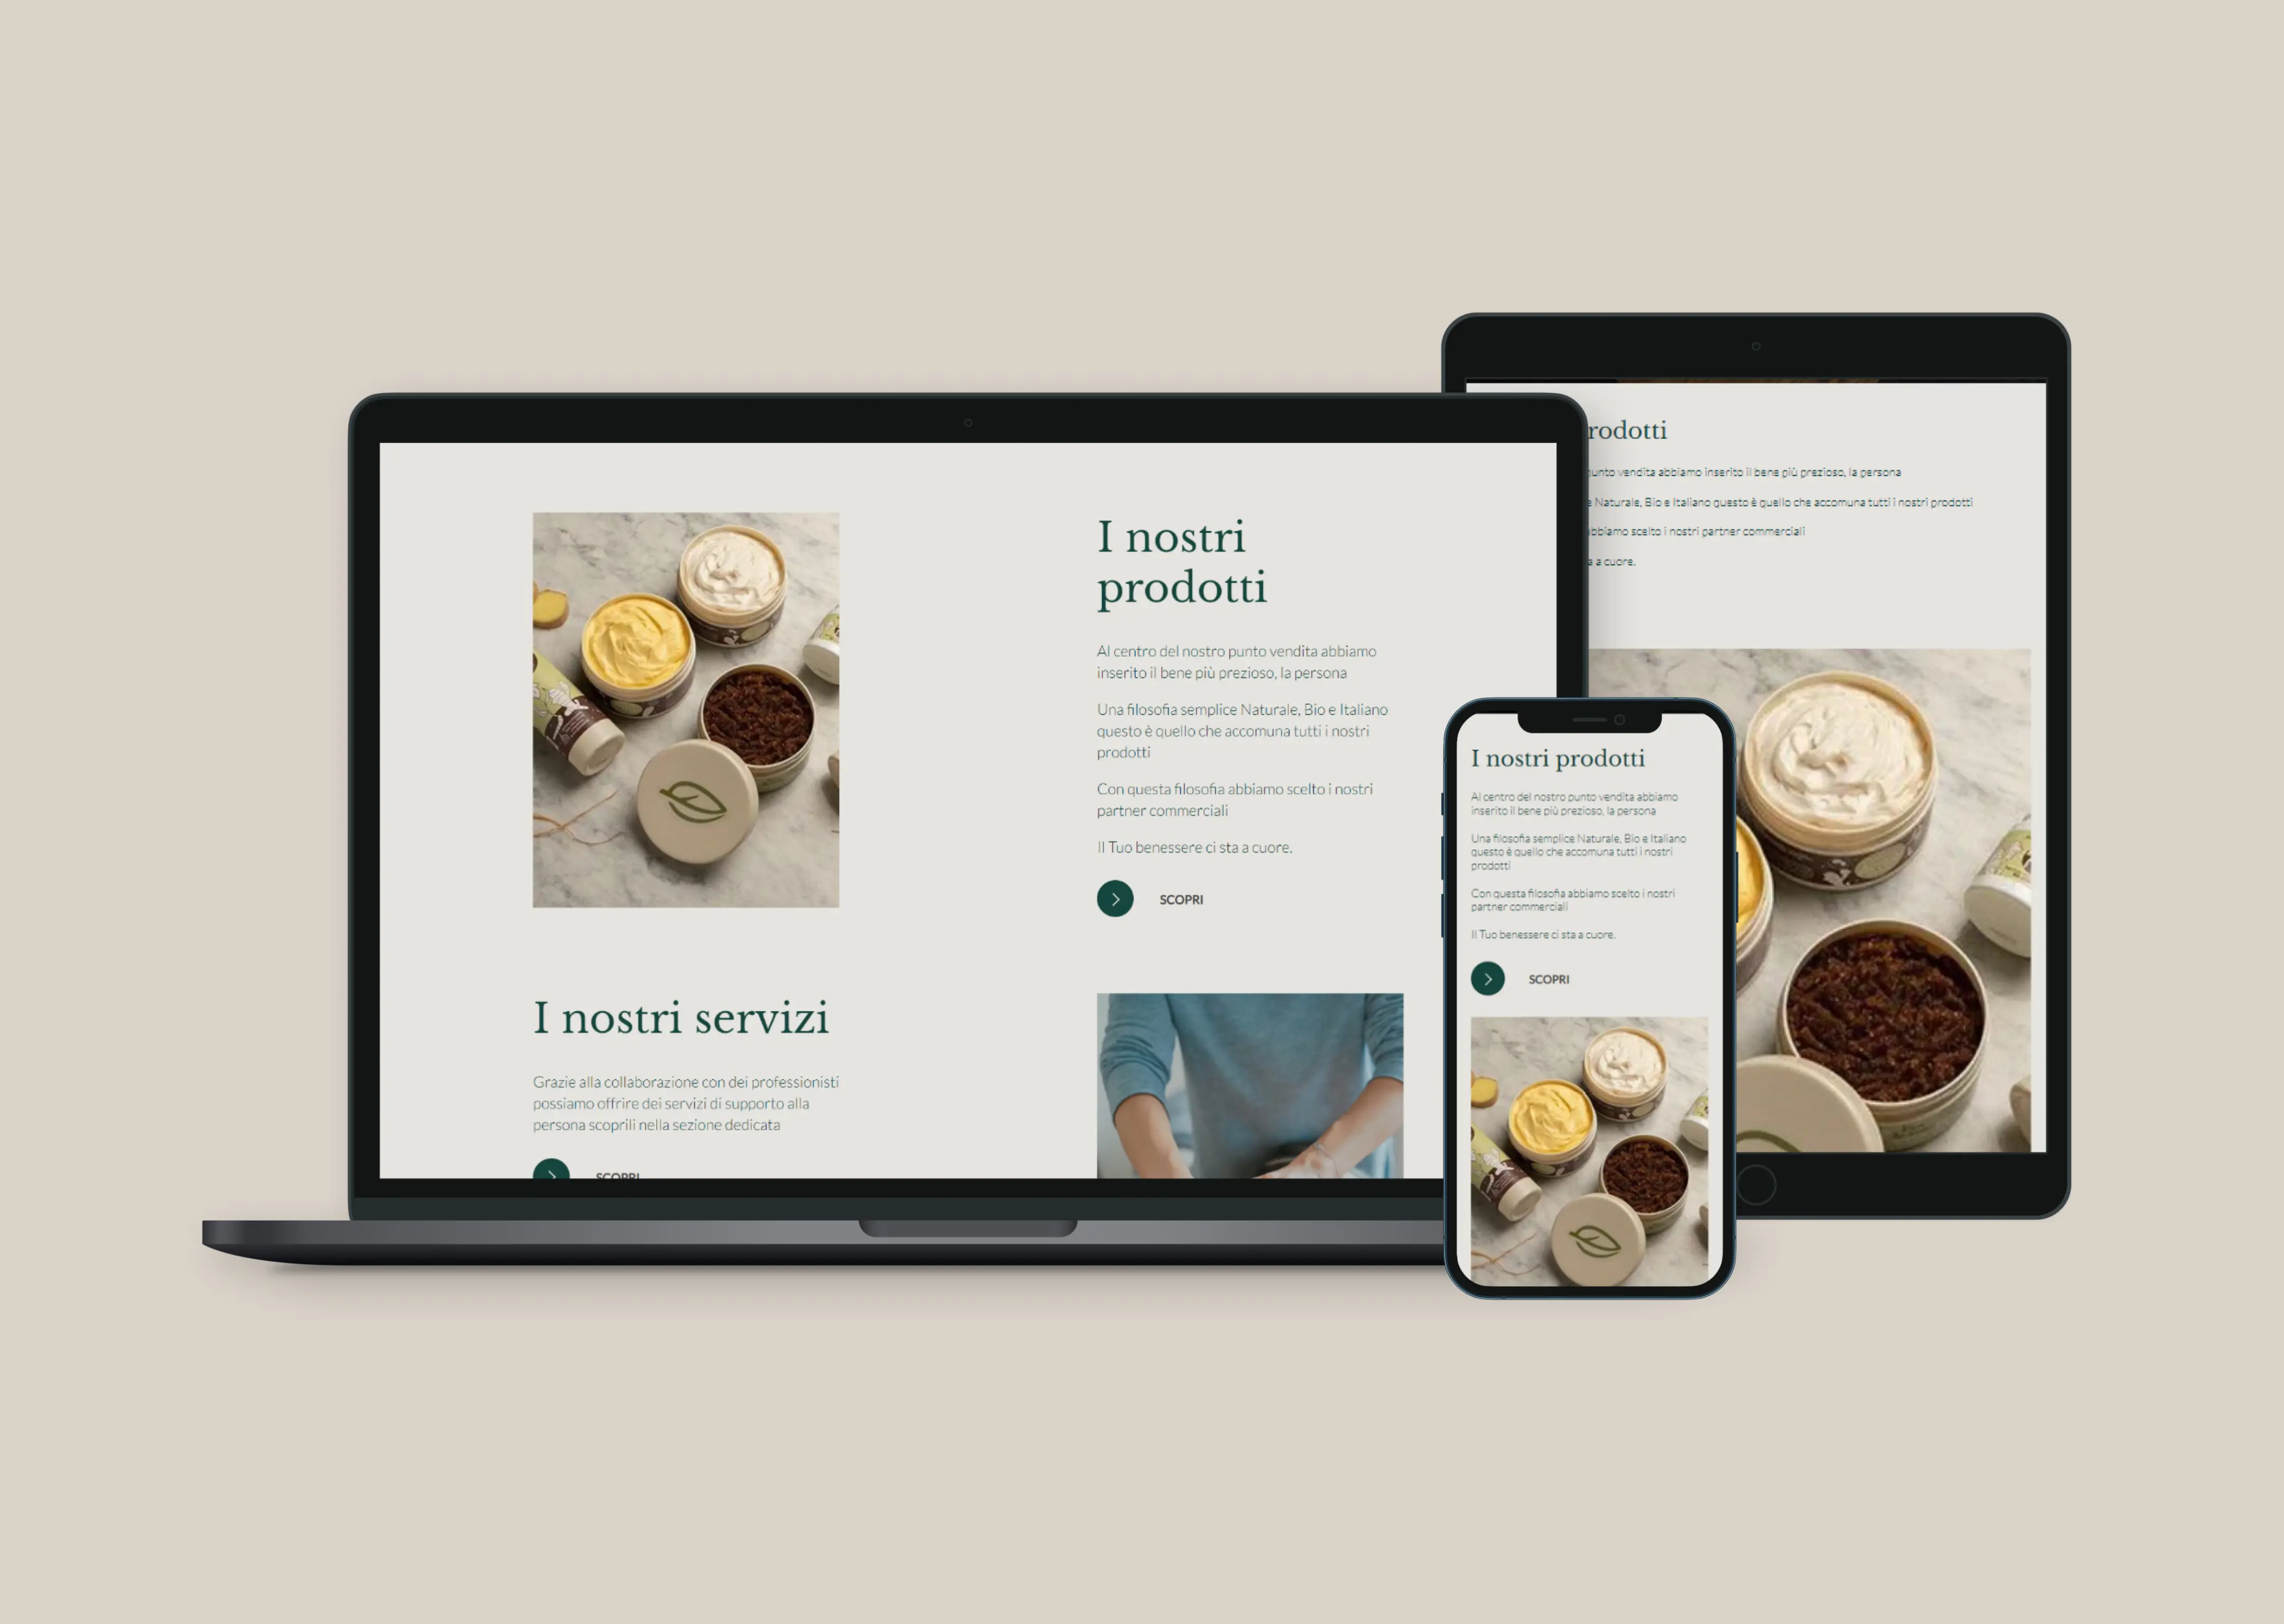 I nostri
prodotti
Al centro del nostro punto vendita abbiamo
inserito il bene più prezioso, la persona
Una filosofia semplice Naturale, Bio e Italiano
questo è quello che accomuna tutti i nostri
prodotti
Con questa filosofia abbiamo scelto i nostri
partner commerciali
Il Tuo benessere ci sta a cuore.
SCOPRI
I nostri servizi
Grazie alla collaborazione con dei professionisti
possiamo offrire dei servizi di supporto alla
persona scoprili nella sezione dedicata
SCOPRI
rodotti
punto vendita abbiamo inserito il bene più prezioso, la persona
e Naturale, Bio e Italiano questo è quello che accomuna tutti i nostri prodotti
abbiamo scelto i nostri partner commerciali
a a cuore.
I nostri prodotti
Al centro del nostro punto vendita abbiamo
inserito il bene più prezioso, la persona
Una filosofia semplice Naturale, Bio e Italiano
questo è quello che accomuna tutti i nostri
prodotti
Con questa filosofia abbiamo scelto i nostri
partner commerciali
Il Tuo benessere ci sta a cuore.
SCOPRI